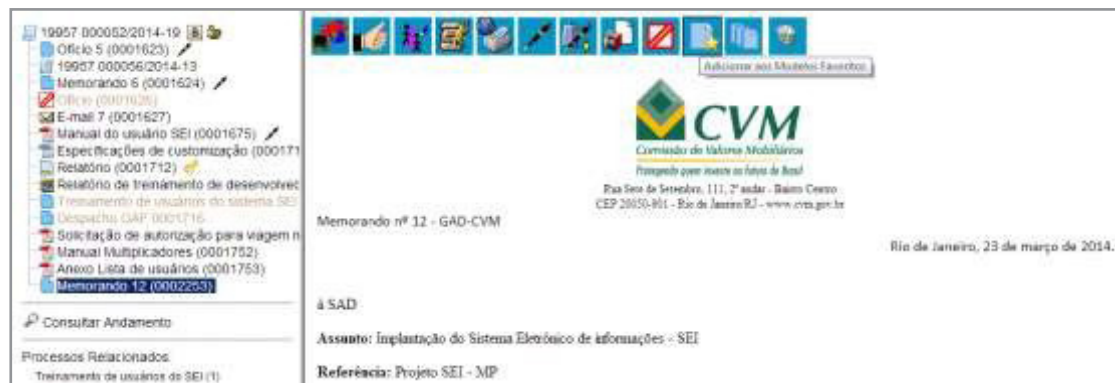 19957.000052/2014-19
Ofício 5 (0001623)
19957.000056/2014-13
Memorando 6 (0001624)
Ofício (0001626)
E-mail 7 (0001627)
Manual do usuário SEI (0001675)
Especificações de customização (000171
Relatório (0001712)
Relatório de treinamento de desenvolvec
Treinamento de usuários do sistema SEI
Despacho GAP 0001716
Solicitação de autorização para viagem n
Manual Multiplicadores (0001752)
Anexo Lista de usuários (0001753)
Memorando 12 (0002253)
Consultar Andamento
Processos Relacionados
Treinamento de usuários do SEI (1)
Adicionar aos Modelos Favoritos
CVM
Comissão de Valores Mobiliários
Protegendo quem investe no futuro do Brasil
Rua Sete de Setembro, 111, 2º andar - Bairro Centro
CEP 20050-901 - Rio de Janeiro/RJ - www.cvm.gov.br
Memorando nº 12 - GAD-CVM
Rio de Janeiro, 23 de março de 2014.
à SAD
Assunto: Implantação do Sistema Eletrônico de informações - SEI
Referência: Projeto SEI - MP